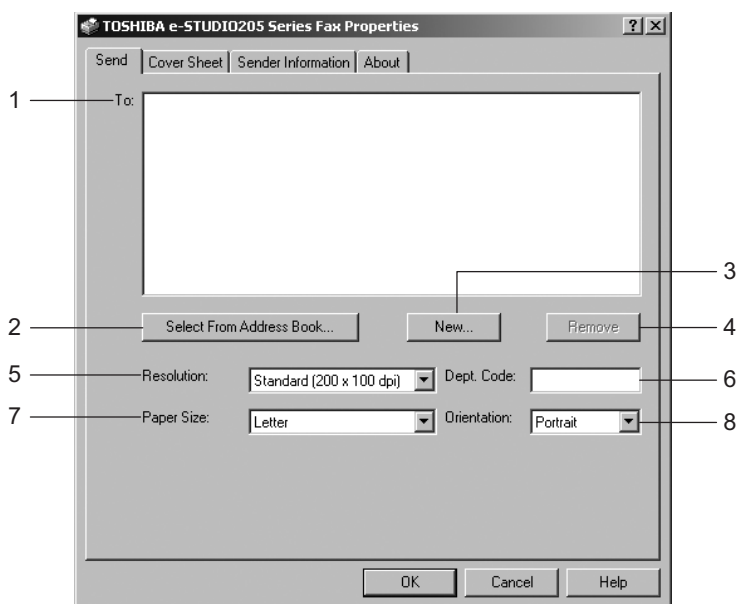 TOSHIBA e-STUDIO205 Series Fax Properties
Send Cover Sheet Sender Information About
1 To:
3
2 Select From Address Book... New... Remove 4
5 Resolution: Standard (200 x 100 dpi) Dept. Code: 6
7 Paper Size: Letter Orientation: Portrait 8
OK Cancel Help